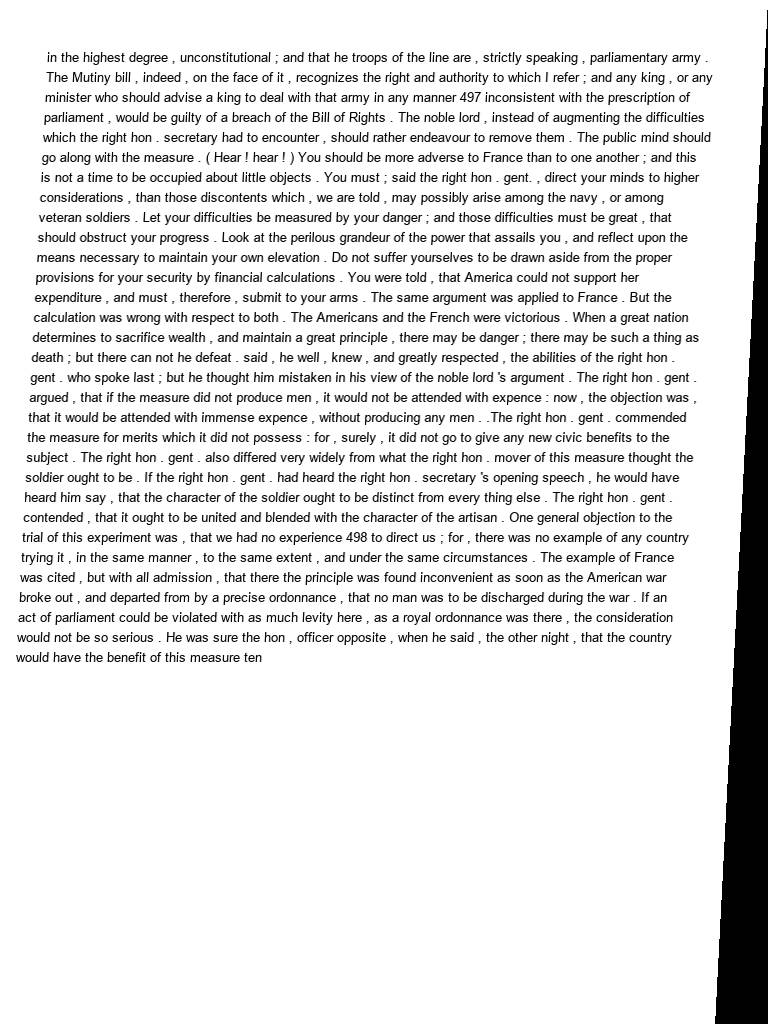 in the highest degree , unconstitutional ; and that he troops of the line are , strictly speaking , parliamentary army .
The Mutiny bill , indeed , on the face of it , recognizes the right and authority to which I refer ; and any king , or any
minister who should advise a king to deal with that army in any manner 497 inconsistent with the prescription of
parliament , would be guilty of a breach of the Bill of Rights . The noble lord , instead of augmenting the difficulties
which the right hon . secretary had to encounter , should rather endeavour to remove them . The public mind should
go along with the measure . ( Hear ! hear ! ) You should be more adverse to France than to one another ; and this
is not a time to be occupied about little objects . You must ; said the right hon . gent. , direct your minds to higher
considerations , than those discontents which , we are told , may possibly arise among the navy , or among
veteran soldiers . Let your difficulties be measured by your danger ; and those difficulties must be great , that
should obstruct your progress . Look at the perilous grandeur of the power that assails you , and reflect upon the
means necessary to maintain your own elevation . Do not suffer yourselves to be drawn aside from the proper
provisions for your security by financial calculations . You were told , that America could not support her
expenditure , and must , therefore , submit to your arms . The same argument was applied to France . But the
calculation was wrong with respect to both . The Americans and the French were victorious . When a great nation
determines to sacrifice wealth , and maintain a great principle , there may be danger ; there may be such a thing as
death ; but there can not he defeat . said , he well , knew , and greatly respected , the abilities of the right hon .
gent . who spoke last ; but he thought him mistaken in his view of the noble lord 's argument . The right hon . gent .
argued , that if the measure did not produce men , it would not be attended with expence : now , the objection was ,
that it would be attended with immense expence , without producing any men . .The right hon . gent . commended
the measure for merits which it did not possess : for , surely , it did not go to give any new civic benefits to the
subject . The right hon . gent . also differed very widely from what the right hon . mover of this measure thought the
soldier ought to be . If the right hon . gent . had heard the right hon . secretary 's opening speech , he would have
heard him say , that the character of the soldier ought to be distinct from every thing else . The right hon . gent .
contended , that it ought to be united and blended with the character of the artisan . One general objection to the
trial of this experiment was , that we had no experience 498 to direct us ; for , there was no example of any country
trying it , in the same manner , to the same extent , and under the same circumstances . The example of France
was cited , but with all admission , that there the principle was found inconvenient as soon as the American war
broke out , and departed from by a precise ordonnance , that no man was to be discharged during the war . If an
act of parliament could be violated with as much levity here , as a royal ordonnance was there , the consideration
would not be so serious . He was sure the hon , officer opposite , when he said , the other night , that the country
would have the benefit of this measure ten